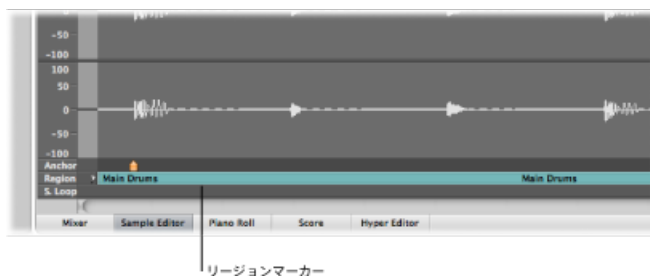 -50
-100
100
50
0
-50
-100
Anchor
Region Main Drums Main Drums
S. Loop
Mixer Sample Editor Piano Roll Score Hyper Editor
リージョンマーカー